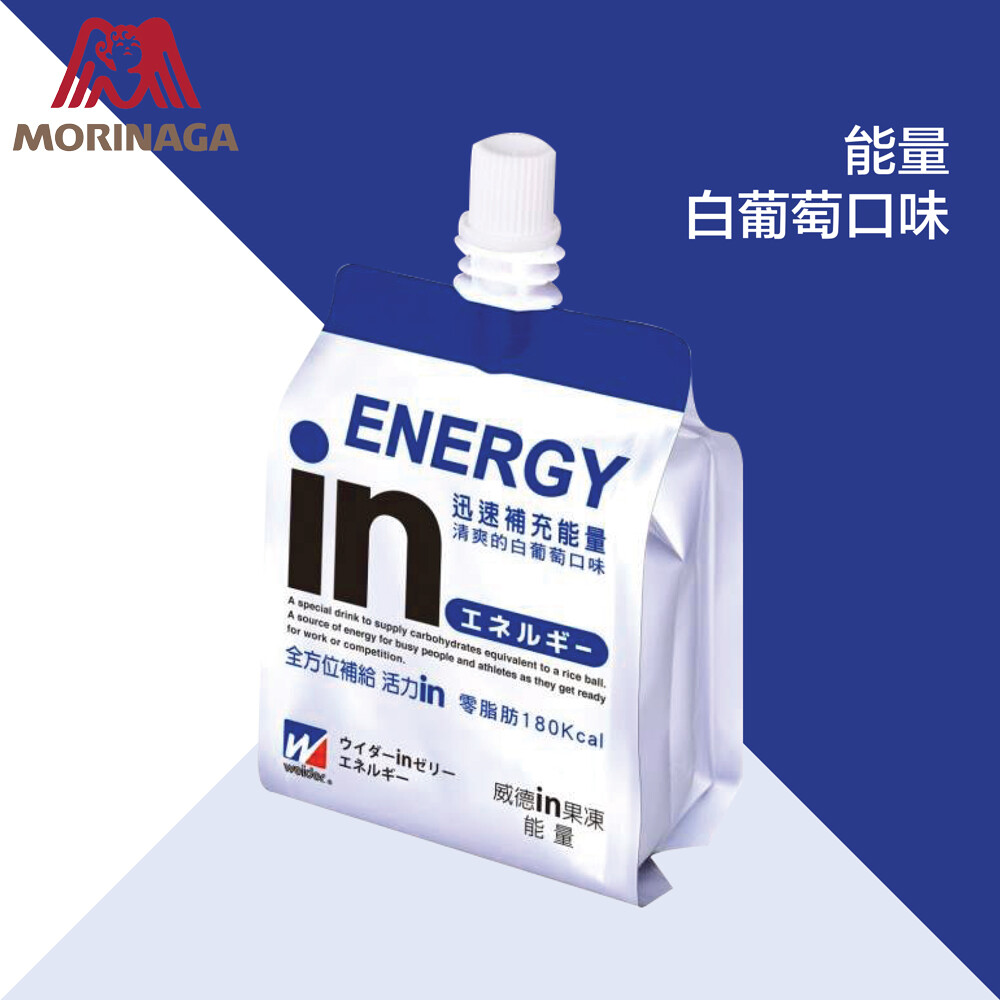 MORINAGA
能量
白葡萄口味
ENERGY
in
迅速補充能量
清爽的白葡萄口味
エネルギー
A special drink to supply carbohydrates equivalent to a rice ball.
A source of energy for busy people and athletes as they get ready
for work or competition.
全方位補給 活力in 零脂肪180Kcal
W
weider®
ウイダーinゼリー
エネルギー
威德in果凍
能量